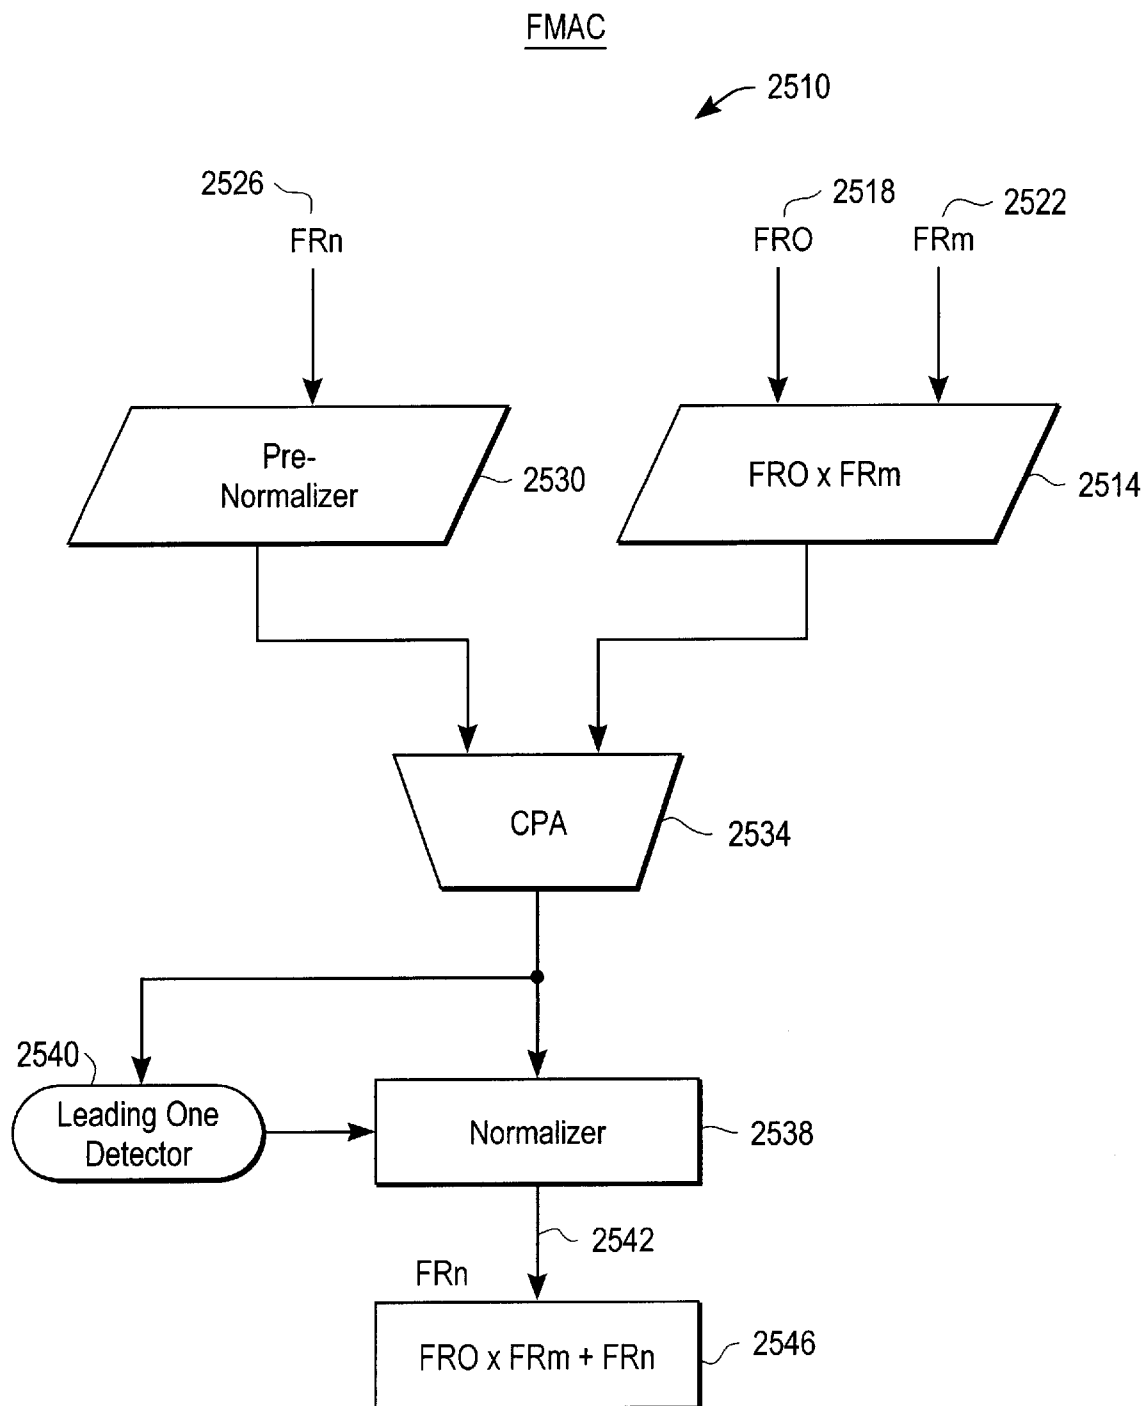 FMAC
2510
2526
2518
2522
FRn
FRO
FRm
Pre-
Normalizer
2530
FRO x FRm
2514
CPA
2534
2540
Leading One
Detector
Normalizer
2538
2542
FRn
FRO x FRm + FRn
2546